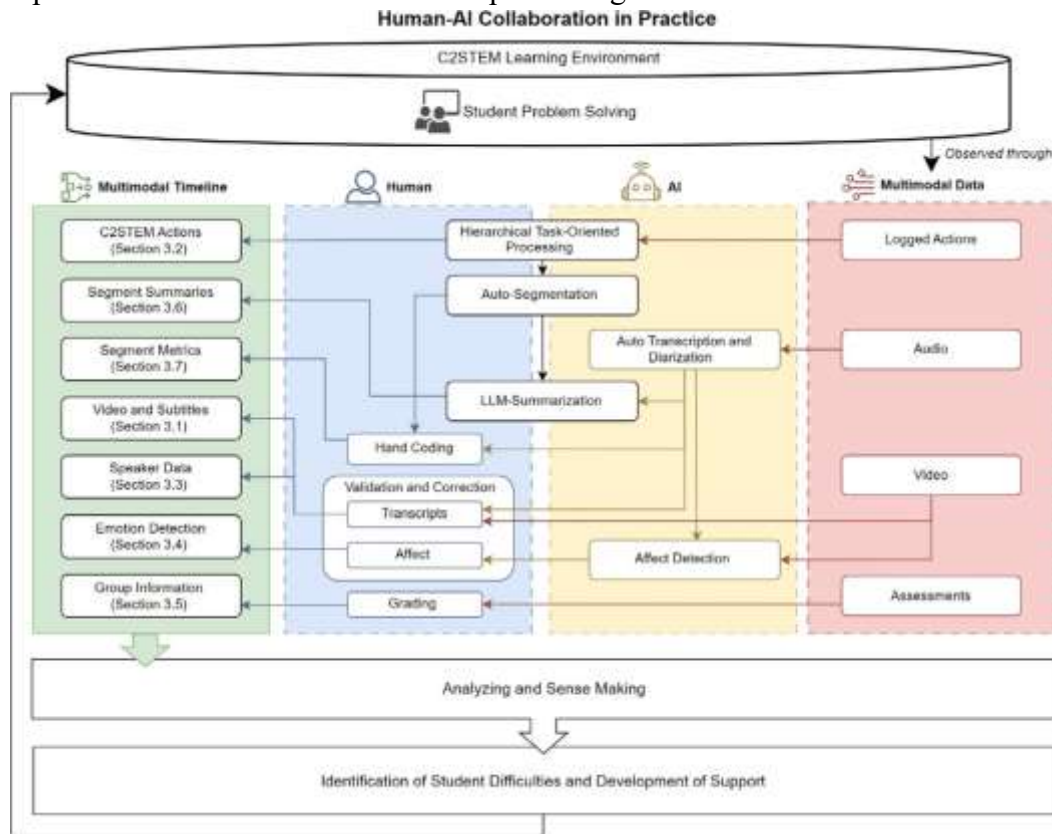 Human-AI Collaboration in Practice
C2STEM Learning Environment
Student Problem Solving
Observed through
Multimodal Timeline
Human
AI
Multimodal Data
C2STEM Actions
(Section 3.2)
Hierarchical Task-Oriented
Processing
Logged Actions
Segment Summaries
(Section 3.6)
Auto-Segmentation
Segment Metrics
(Section 3.7)
Auto Transcription and
Diarization
Audio
LLM-Summarization
Video and Subtitles
(Section 3.1)
Hand Coding
Speaker Data
(Section 3.3)
Validation and Correction
Transcripts
Video
Emotion Detection
(Section 3.4)
Affect
Affect Detection
Group Information
(Section 3.5)
Grading
Assessments
Analyzing and Sense Making
Identification of Student Difficulties and Development of Support